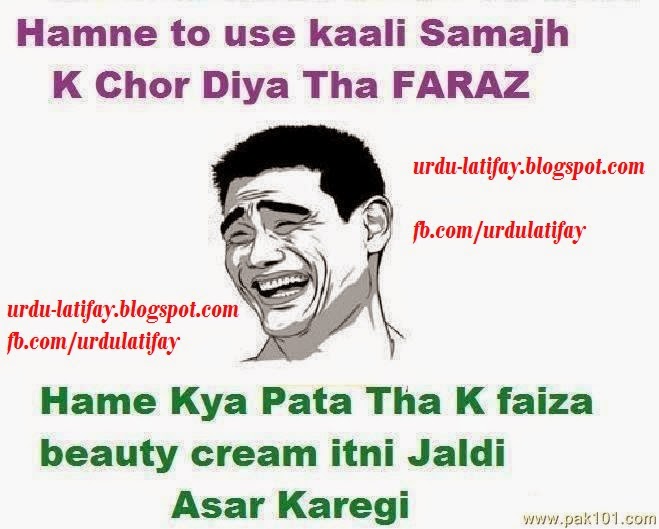 Hamne to use kaali Samajh
K Chor Diya Tha FARAZ
urdu-latifay.blogspot.com
fb.com/urdulatifay
urdu-latifay.blogspot.com
fb.com/urdulatifay
Hame Kya Pata Tha K faiza
beauty cream itni Jaldi
Asar Karegi
www.pak101.com